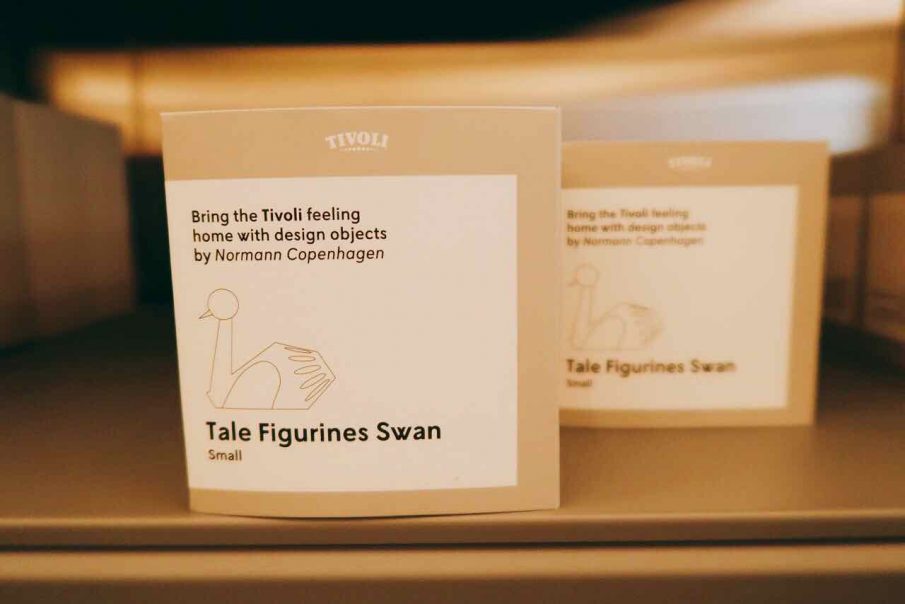 TIVOLI
Bring the Tivoli feeling
home with design objects
by Normann Copenhagen
Tale Figurines Swan
Small
TIVOLI
Bring the Tivoli feeling
home with design objects
by Normann Copenhagen
Tale Figurines Swan
Small